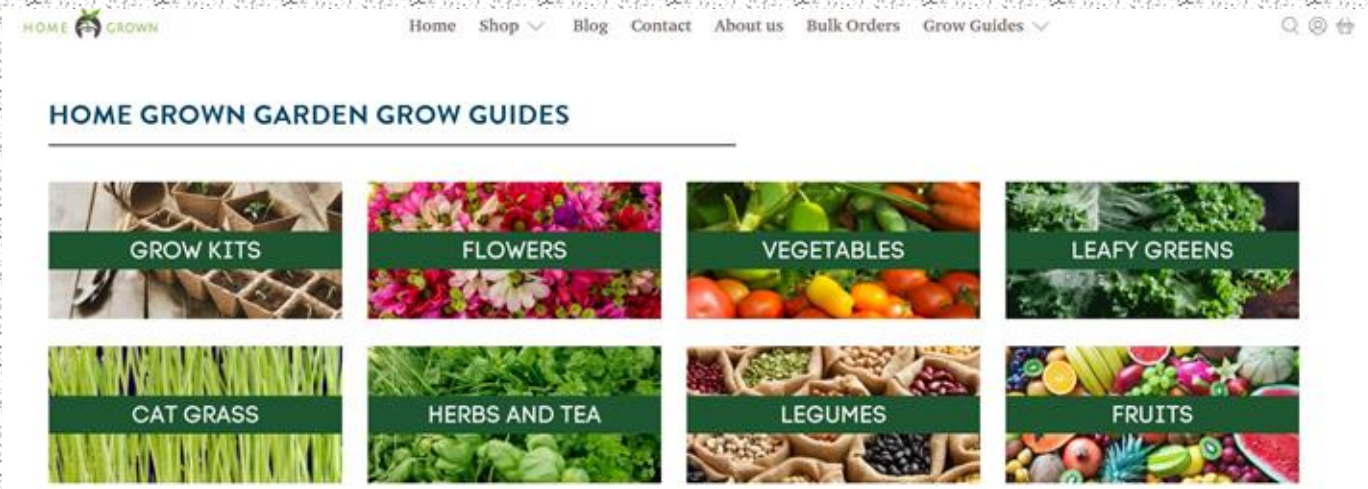 HOME GROWN
Home Shop Blog Contact About us Bulk Orders Grow Guides
HOME GROWN GARDEN GROW GUIDES
GROW KITS FLOWERS VEGETABLES LEAFY GREENS
CAT GRASS HERBS AND TEA LEGUMES FRUITS